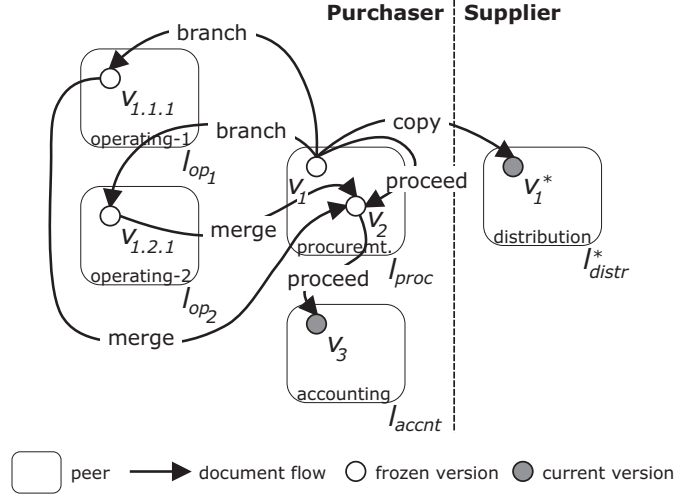 Purchaser Supplier
branch
V1.1.1
operating-1
lop1
branch
copy
V1
proceed
V2
V1*
merge
V1.2.1
operating-2
lop2
procuremt.
lproc
distribution
l*distr
proceed
merge
V3
accounting
laccnt
peer document flow frozen version current version